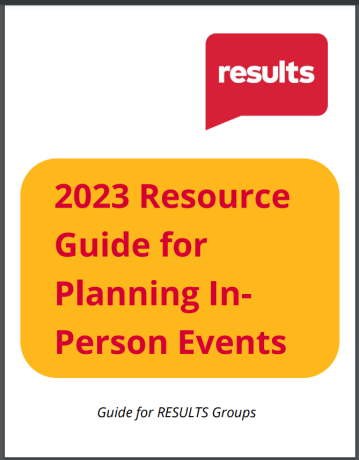 results
2023 Resource
Guide for
Planning In-
Person Events
Guide for RESULTS Groups